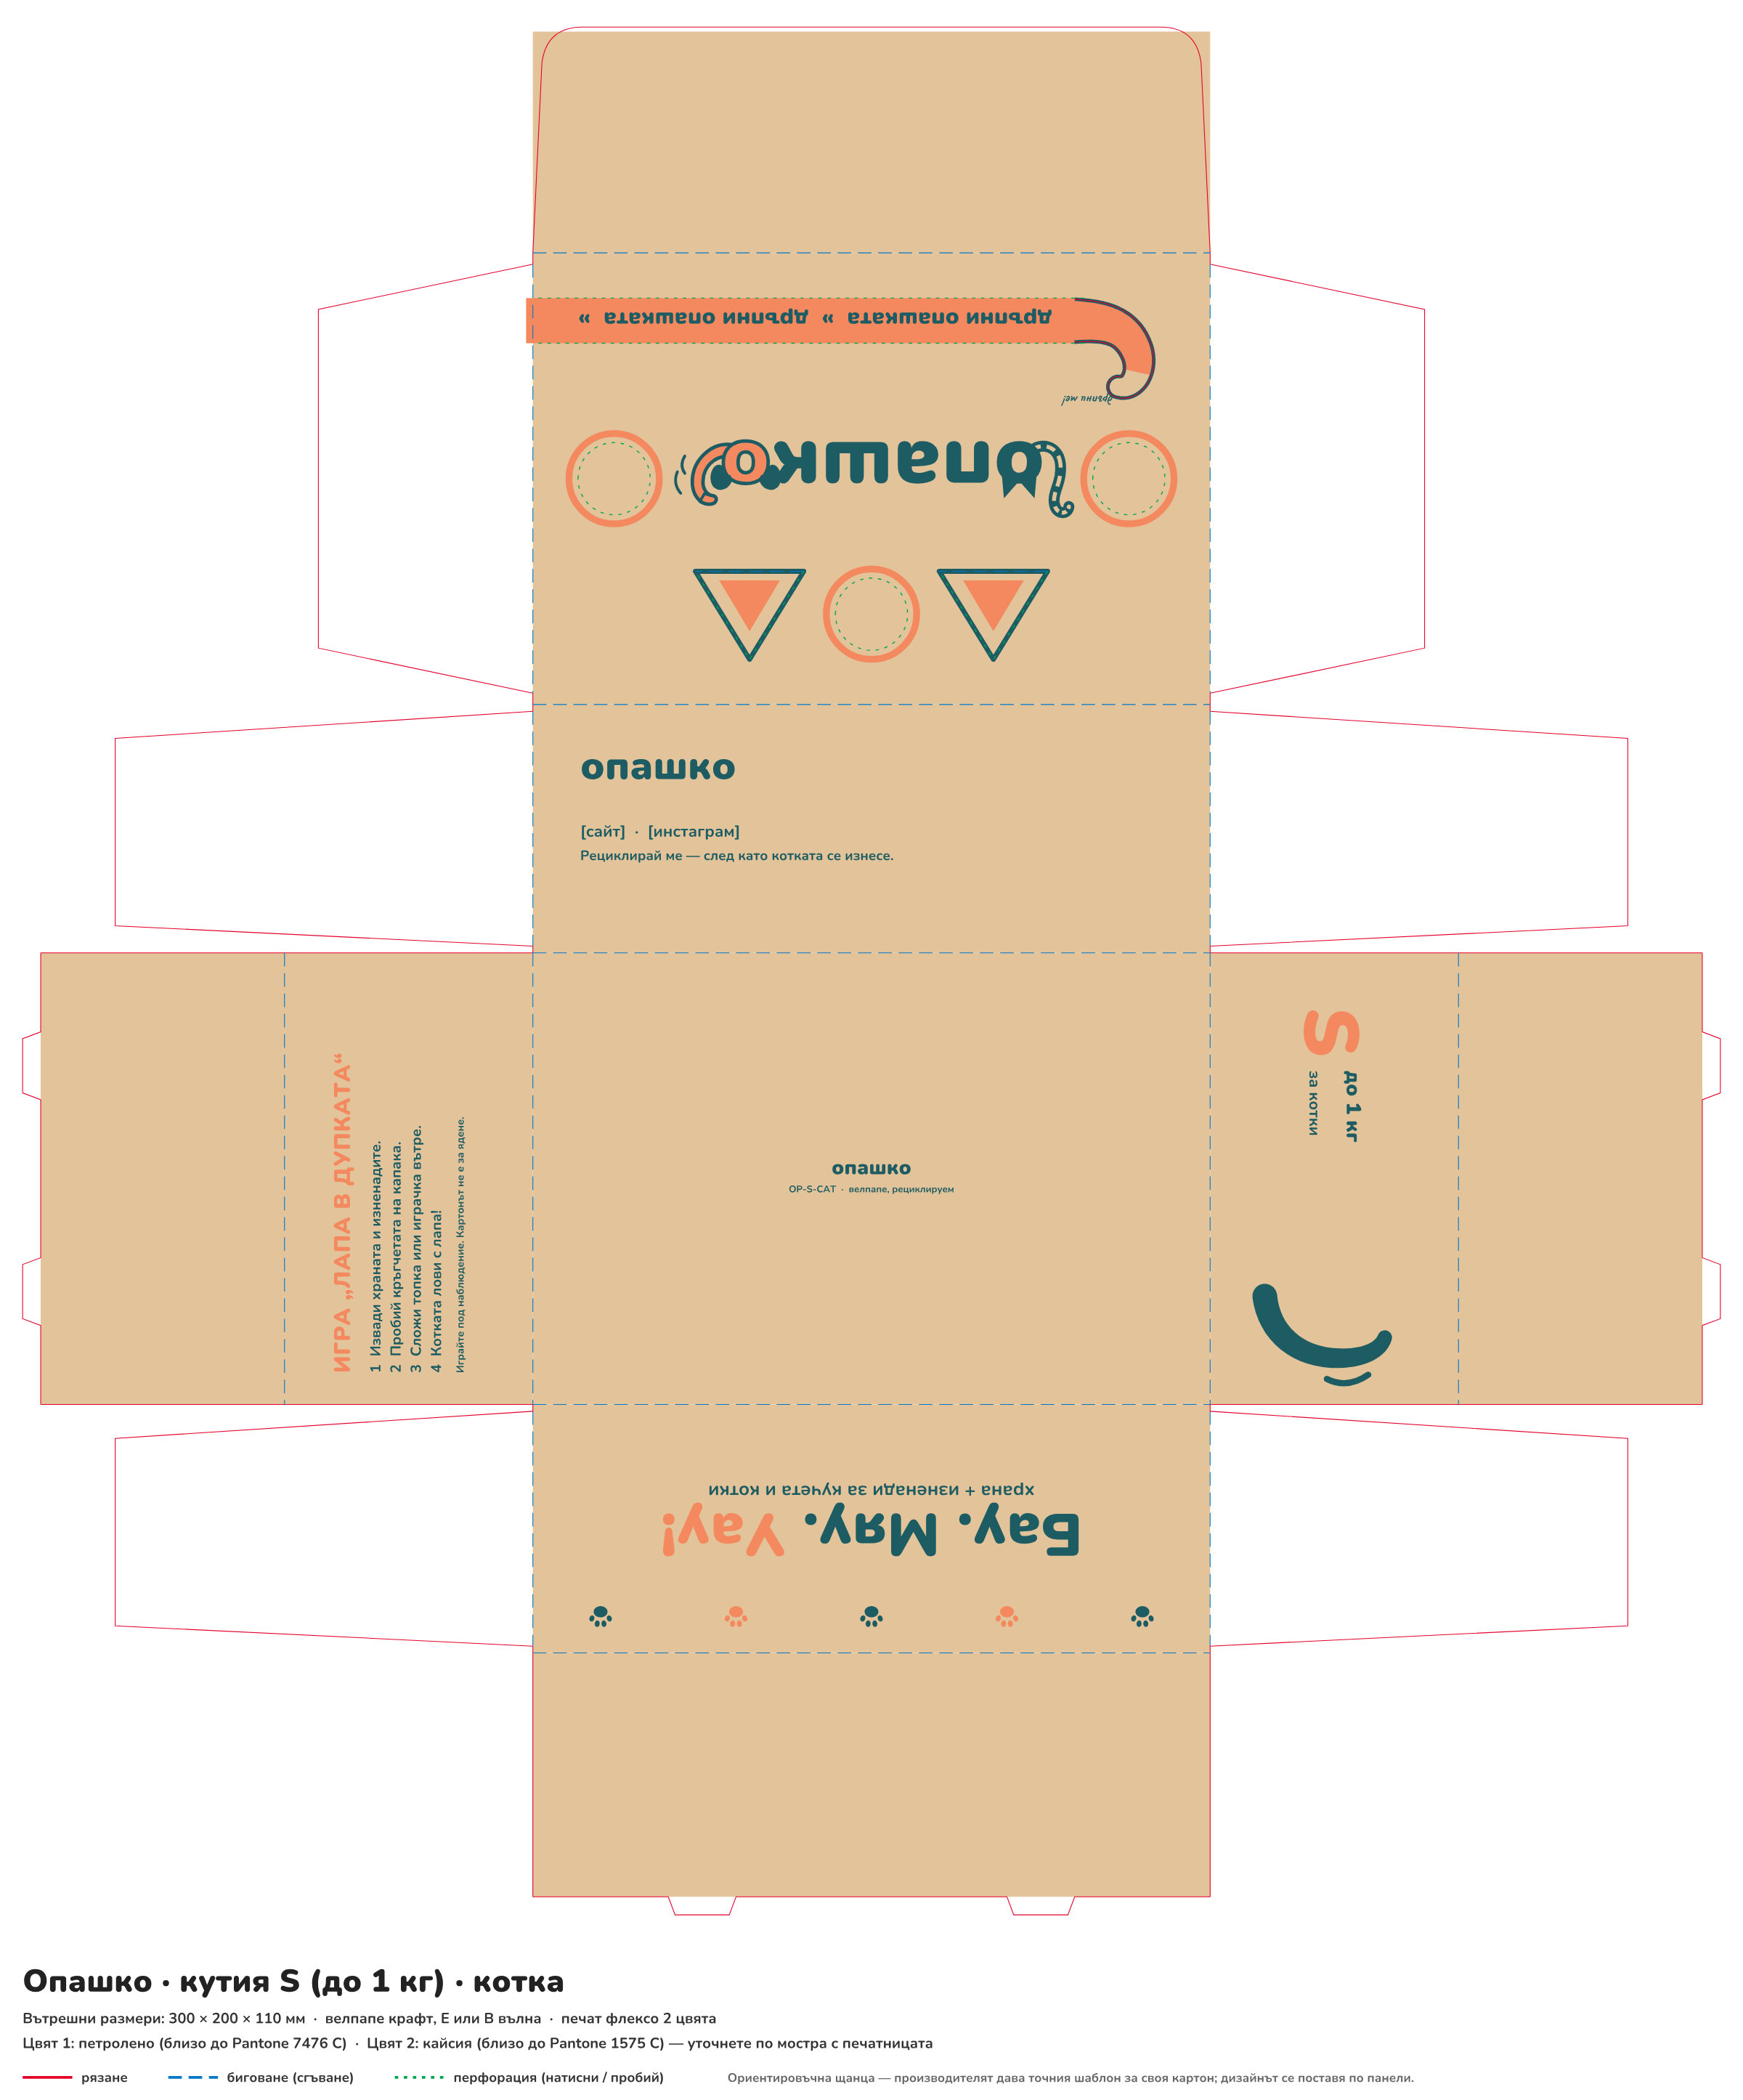 дръпни опашката » дръпни опашката »
дръпни ме!
опашко
опашко
[сайт] · [инстаграм]
Рециклирай ме — след като котката се изнесе.
ИГРА „ЛАПА В ДУПКАТА“
1 Извади храната и изненадите.
2 Пробий кръгчетата на капака.
3 Сложи топка или играчка вътре.
4 Котката лови с лапа!
Играйте под наблюдение. Картонът не е за ядене.
опашко
OP-S-CAT · велпапе, рециклируем
S
до 1 кг
за котки
Бау. Мяу. Уау!
храна + изненади за кучета и котки
Опашко · кутия S (до 1 кг) · котка
Вътрешни размери: 300 × 200 × 110 мм · велпапе крафт, Е или В вълна · печат флексо 2 цвята
Цвят 1: петролено (близо до Pantone 7476 C) · Цвят 2: кайсия (близо до Pantone 1575 C) — уточнете по мостра с печатницата
рязане
биговане (сгъване)
перфорация (натисни / пробий)
Ориентировъчна щанца — производителят дава точния шаблон за своя картон; дизайнът се поставя по панели.